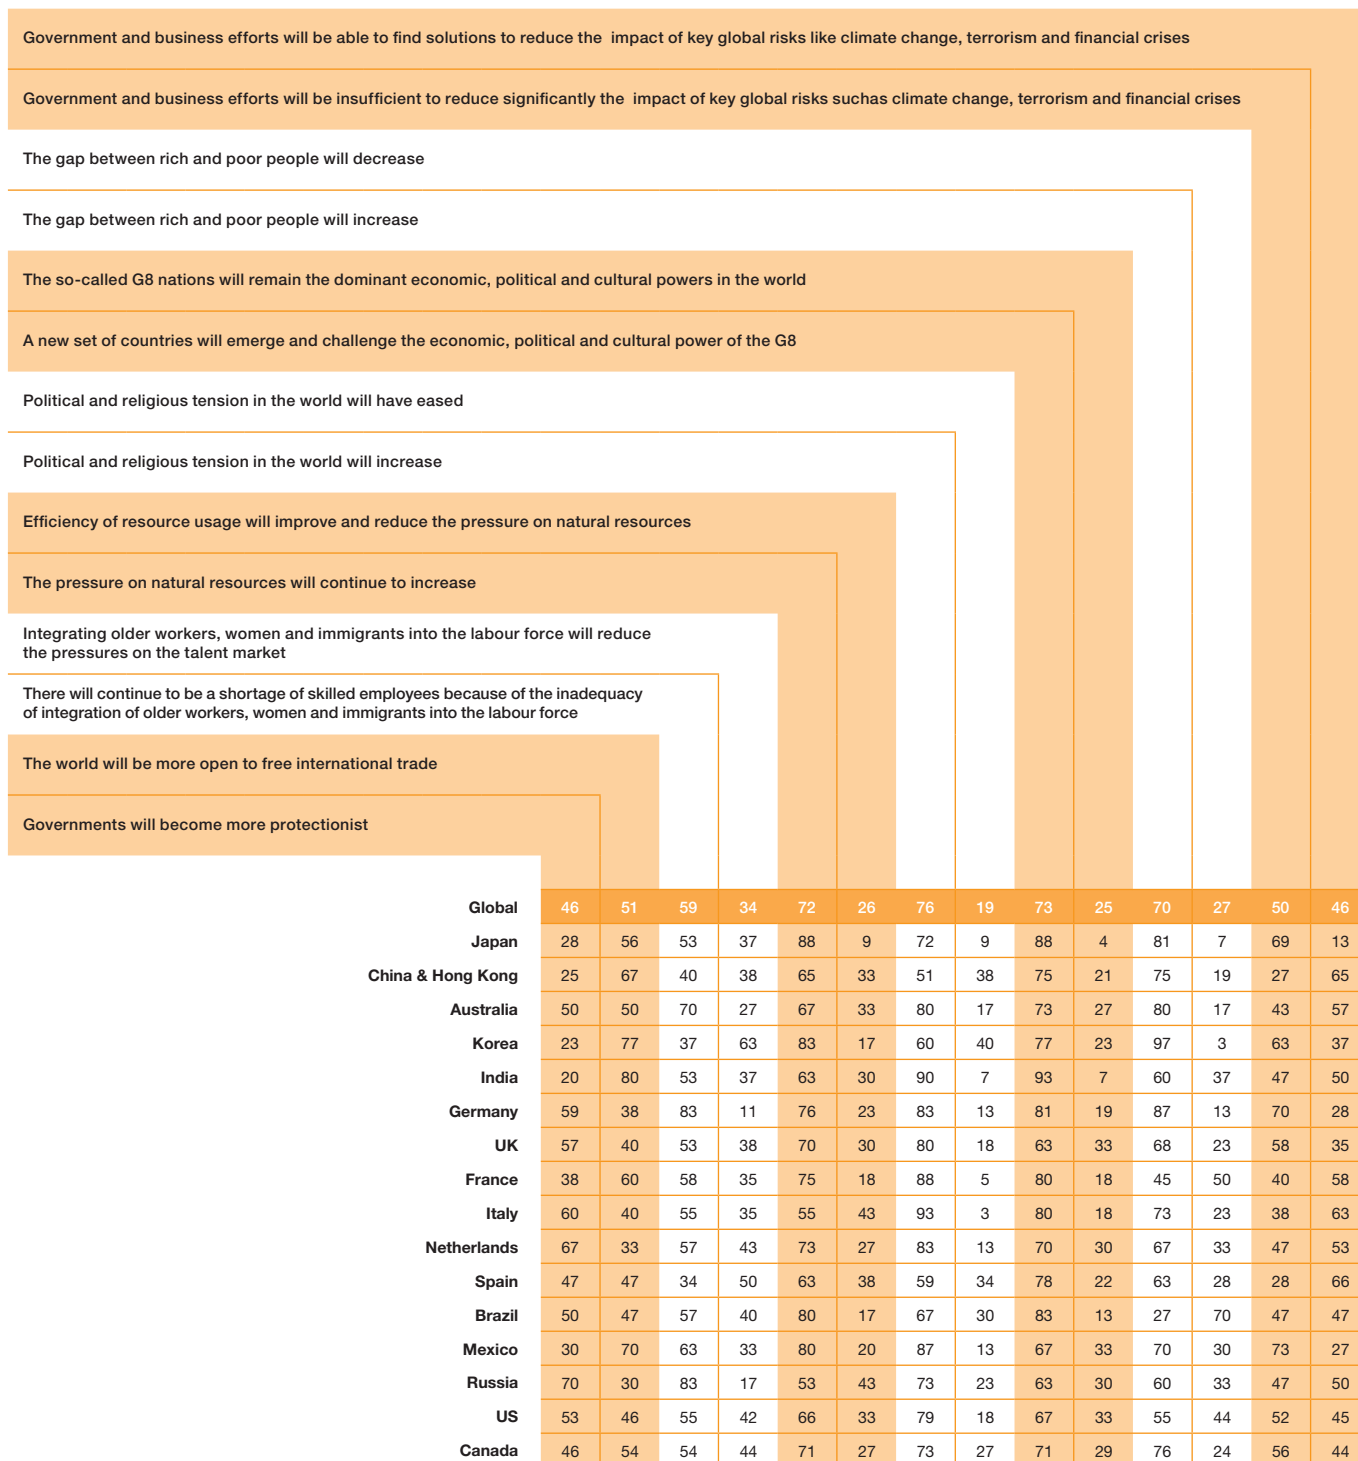 Government and business efforts will be able to find solutions to reduce the impact of key global risks like climate change, terrorism and financial crises
Government and business efforts will be insufficient to reduce significantly the impact of key global risks suchas climate change, terrorism and financial crises
The gap between rich and poor people will decrease
The gap between rich and poor people will increase
The so-called G8 nations will remain the dominant economic, political and cultural powers in the world
A new set of countries will emerge and challenge the economic, political and cultural power of the G8
Political and religious tension in the world will have eased
Political and religious tension in the world will increase
Efficiency of resource usage will improve and reduce the pressure on natural resources
The pressure on natural resources will continue to increase
Integrating older workers, women and immigrants into the labour force will reduce
the pressures on the talent market
There will continue to be a shortage of skilled employees because of the inadequacy
of integration of older workers, women and immigrants into the labour force
The world will be more open to free international trade
Governments will become more protectionist
Global 46 51 59 34 72 26 76 19 73 25 70 27 50 46
Japan 28 56 53 37 88 9 72 9 88 4 81 7 69 13
China & Hong Kong 25 67 40 38 65 33 51 38 75 21 75 19 27 65
Australia 50 50 70 27 67 33 80 17 73 27 80 17 43 57
Korea 23 77 37 63 83 17 60 40 77 23 97 3 63 37
India 20 80 53 37 63 30 90 7 93 7 60 37 47 50
Germany 59 38 83 11 76 23 83 13 81 19 87 13 70 28
UK 57 40 53 38 70 30 80 18 63 33 68 23 58 35
France 38 60 58 35 75 18 88 5 80 18 45 50 40 58
Italy 60 40 55 35 55 43 93 3 80 18 73 23 38 63
Netherlands 67 33 57 43 73 27 83 13 70 30 67 33 47 53
Spain 47 47 34 50 63 38 59 34 78 22 63 28 28 66
Brazil 50 47 57 40 80 17 67 30 83 13 27 70 47 47
Mexico 30 70 63 33 80 20 87 13 67 33 70 30 73 27
Russia 70 30 83 17 53 43 73 23 63 30 60 33 47 50
US 53 46 55 42 66 33 79 18 67 33 55 44 52 45
Canada 46 54 54 44 71 27 73 27 71 29 76 24 56 44